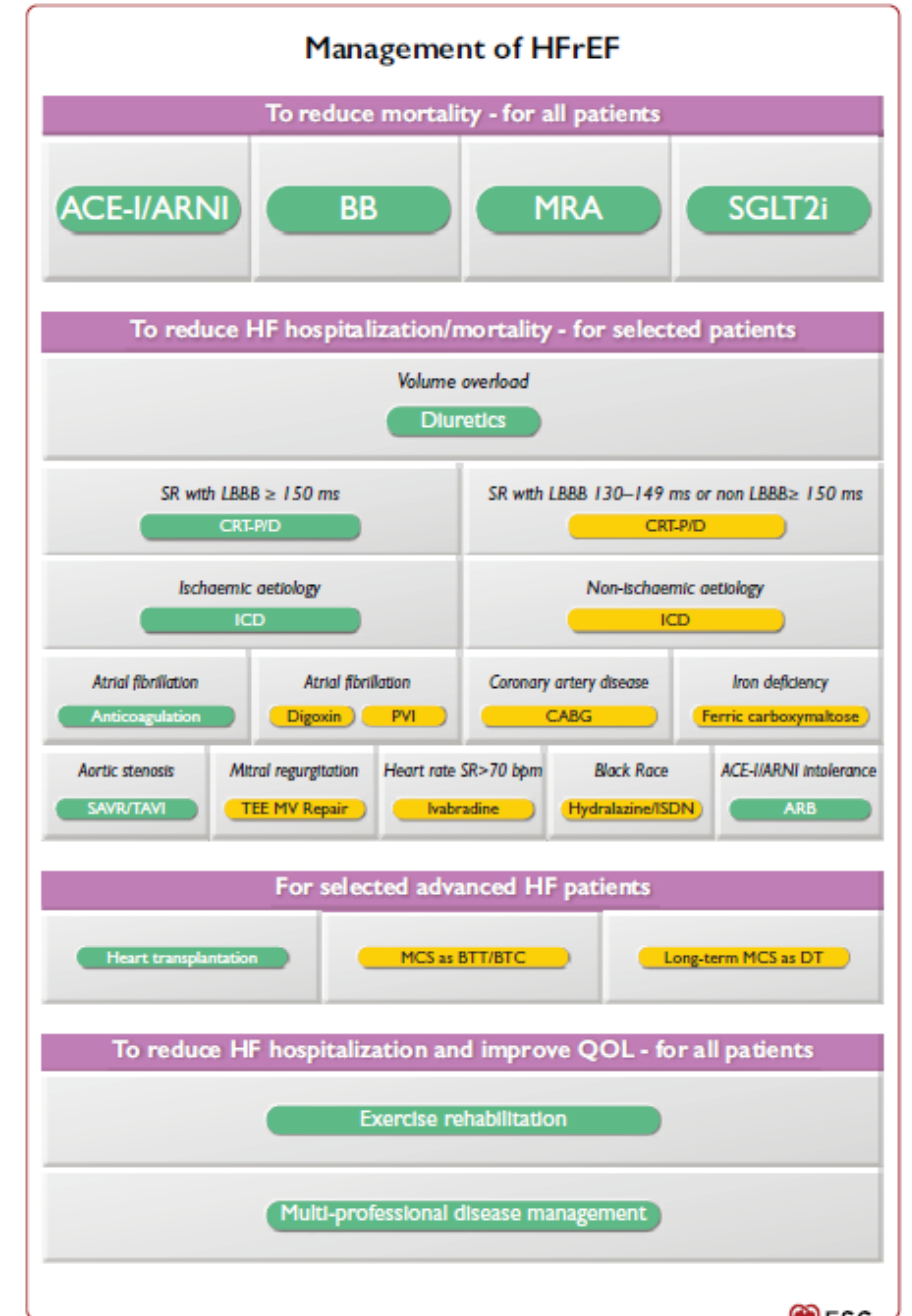 Management of HFrEF
To reduce mortality - for all patients
ACE-I/ARNI
BB
MRA
SGLT2i
To reduce HF hospitalization/mortality - for selected patients
Volume overload
Diuretics
SR with LBBB ≥ 150 ms
CRT-P/D
SR with LBBB 130–149 ms or non LBBB≥ 150 ms
CRT-P/D
Ischaemic aetiology
ICD
Non-ischaemic aetiology
ICD
Atrial fibrillation
Anticoagulation
Atrial fibrillation
Digoxin
PVI
Coronary artery disease
CABG
Iron deficiency
Ferric carboxymaltose
Aortic stenosis
SAVR/TAVI
Mitral regurgitation
TEE MV Repair
Heart rate SR>70 bpm
Ivabradine
Black Race
Hydralazine/ISDN
ACE-I/ARNI intolerance
ARB
For selected advanced HF patients
Heart transplantation
MCS as BTT/BTC
Long-term MCS as DT
To reduce HF hospitalization and improve QOL - for all patients
Exercise rehabilitation
Multi-professional disease management
ESC